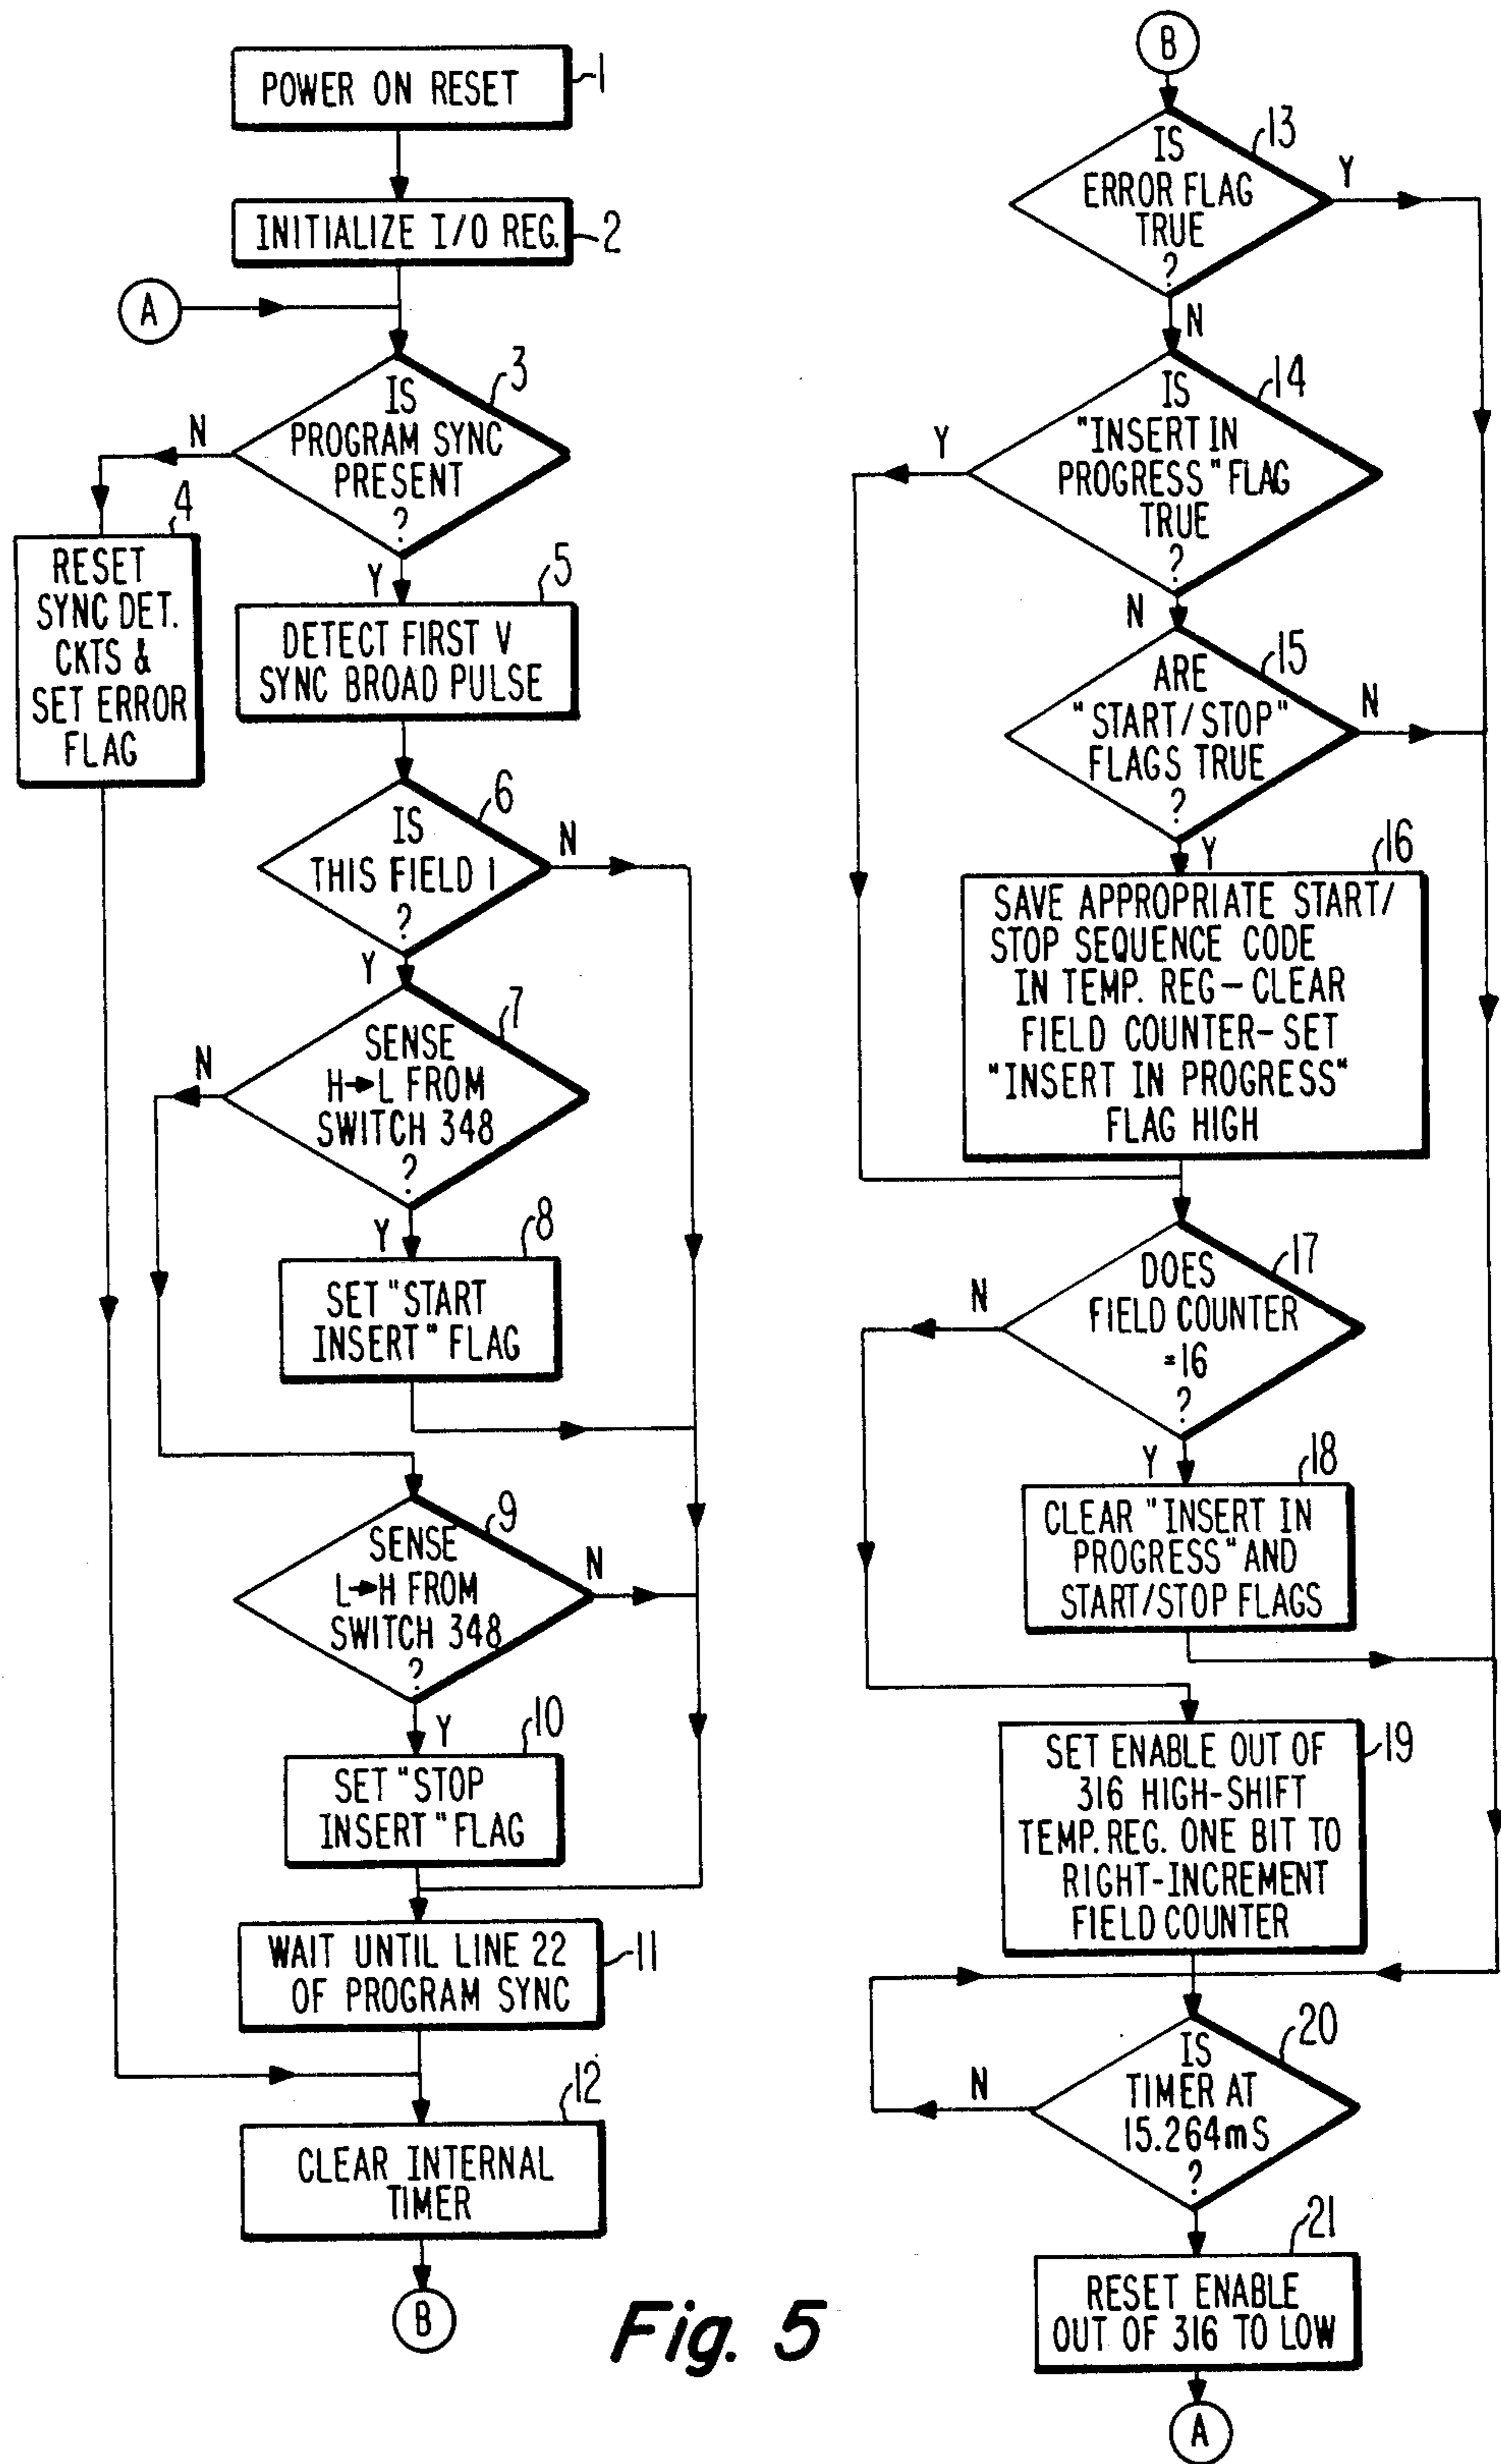 POWER ON RESET
1
INITIALIZE I/O REG.
2
A
IS
PROGRAM SYNC
PRESENT
?
3
N
Y
RESET
SYNC DET.
CKTS &
SET ERROR
FLAG
4
DETECT FIRST V
SYNC BROAD PULSE
5
IS
THIS FIELD 1
?
6
N
Y
SENSE
H→L FROM
SWITCH 348
?
7
N
Y
SET "START
INSERT" FLAG
8
SENSE
L→H FROM
SWITCH 348
?
9
N
Y
SET "STOP
INSERT" FLAG
10
WAIT UNTIL LINE 22
OF PROGRAM SYNC
11
CLEAR INTERNAL
TIMER
12
B
B
IS
ERROR FLAG
TRUE
?
13
Y
N
IS
"INSERT IN
PROGRESS" FLAG
TRUE
?
14
Y
N
ARE
"START/STOP"
FLAGS TRUE
?
15
N
Y
SAVE APPROPRIATE START/
STOP SEQUENCE CODE
IN TEMP. REG-CLEAR
FIELD COUNTER-SET
"INSERT IN PROGRESS"
FLAG HIGH
16
DOES
FIELD COUNTER
=16
?
17
N
Y
CLEAR "INSERT IN
PROGRESS" AND
START/STOP FLAGS
18
SET ENABLE OUT OF
316 HIGH-SHIFT
TEMP. REG. ONE BIT TO
RIGHT-INCREMENT
FIELD COUNTER
19
IS
TIMER AT
15.264mS
?
20
N
RESET ENABLE
OUT OF 316 TO LOW
21
A
Fig. 5